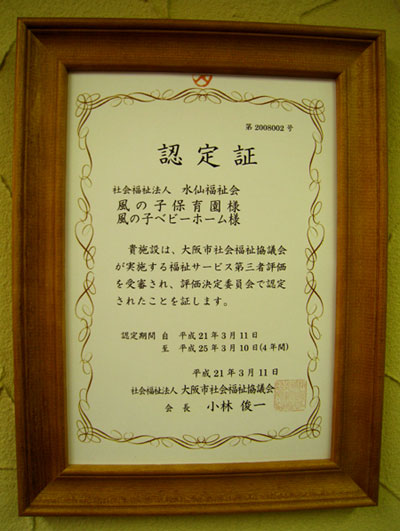 第2008002号
認定証
社会福祉法人 水仙福祉会
風の子保育園様
風の子ベビーホーム様
貴施設は、大阪市社会福祉協議会
が実施する福祉サービス第三者評価
を受審され、評価決定委員会で認定
されたことを証します。
認定期間 自 平成21年3月11日
至 平成25年3月10日(4年間)
平成21年3月11日
社会福祉法人 大阪市社会福祉協議会
会長 小林 俊一